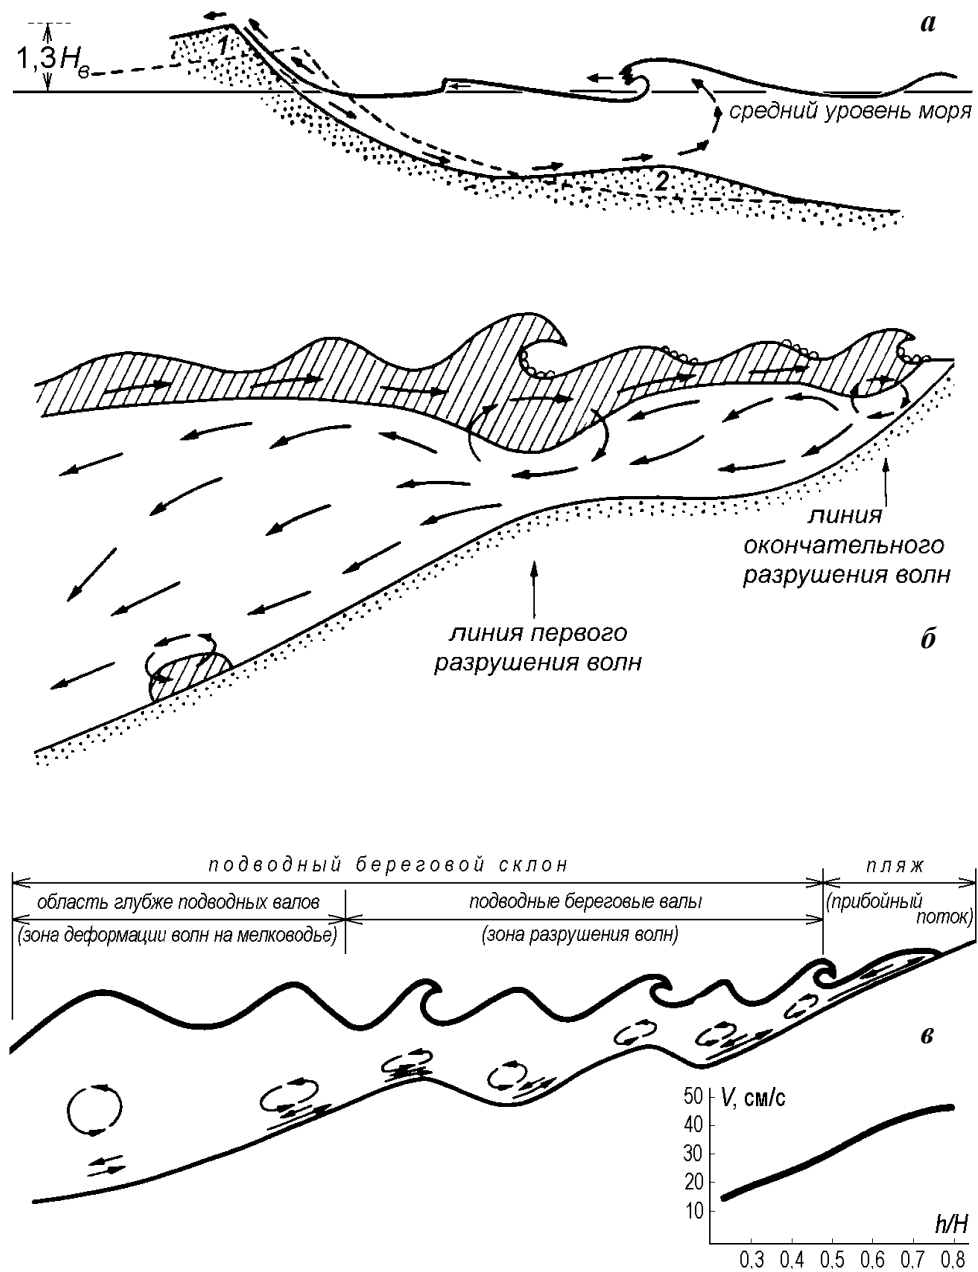 а
1,3Hв
1
средний уровень моря
2
линия
окончательного
разрушения волн
линия первого
разрушения волн
б
подводный береговой склон
пляж
область глубже подводных валов
подводные береговые валы
(прибойный
поток)
(зона деформации волн на мелководье)
(зона разрушения волн)
в
V, см/с
50
40
30
20
10
h/H
0,3 0,4 0,5 0,6 0,7 0,8